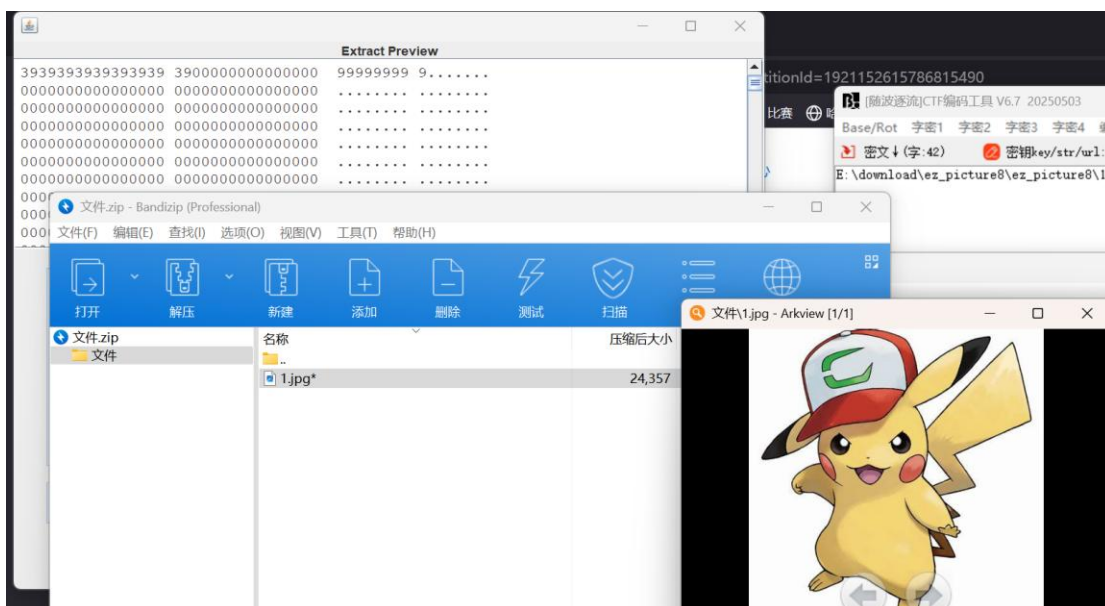 Extract Preview
3939393939393939 3900000000000000 99999999 9.......
0000000000000000 0000000000000000 ........ ........
0000000000000000 0000000000000000 ........ ........
0000000000000000 0000000000000000 ........ ........
0000000000000000 0000000000000000 ........ ........
0000000000000000 0000000000000000 ........ ........
0000000000000000 0000000000000000 ........ ........
000
000
000
titionId=1921152615786815490
比赛
[随波逐流]CTF编码工具 V6.7 20250503
Base/Rot 字密1 字密2 字密3 字密4
密文↓(字:42) 密钥key/str/url:
E:\download\ez_picture8\ez_picture8\1
文件.zip - Bandizip (Professional)
文件(F) 编辑(E) 查找(I) 选项(O) 视图(V) 工具(T) 帮助(H)
打开 解压 新建 添加 删除 测试 扫描
文件.zip
文件
名称 压缩后大小
..
1.jpg* 24,357
文件\1.jpg - Arkview [1/1]